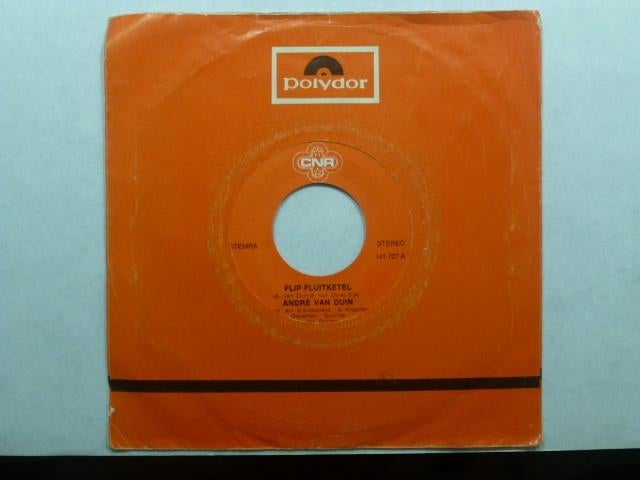 polydor
CNR
STEMRA
STEREO
141.707 A
FLIP FLUITKETEL
ANDRE VAN DUIN